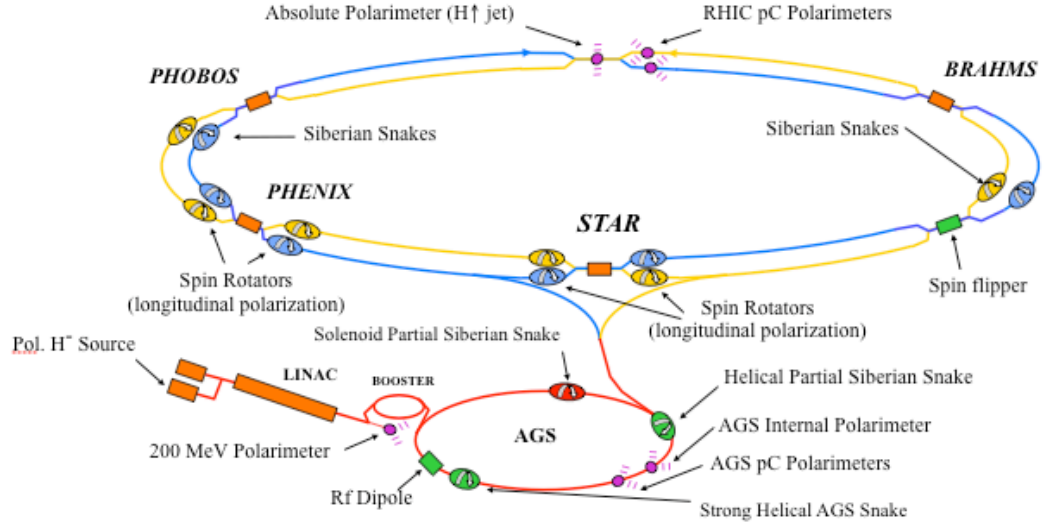 Absolute Polarimeter (H↑ jet)
RHIC pC Polarimeters
PHOBOS
BRAHMS
Siberian Snakes
Siberian Snakes
PHENIX
STAR
Spin Rotators
(longitudinal polarization)
Spin flipper
Spin Rotators
(longitudinal polarization)
Solenoid Partial Siberian Snake
Pol. H⁻ Source
LINAC
BOOSTER
Helical Partial Siberian Snake
AGS
200 MeV Polarimeter
AGS Internal Polarimeter
AGS pC Polarimeters
Rf Dipole
Strong Helical AGS Snake